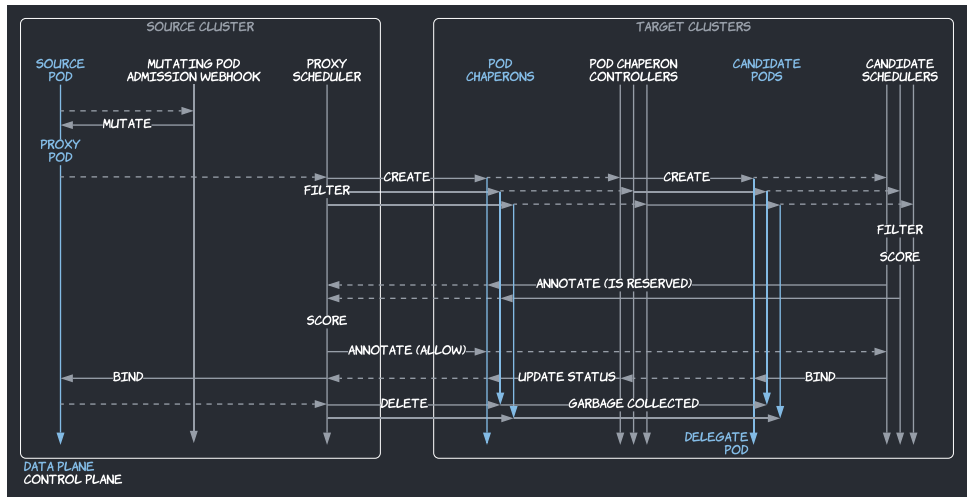 SOURCE CLUSTER
TARGET CLUSTERS
SOURCE
POD
MUTATING POD
ADMISSION WEBHOOK
PROXY
SCHEDULER
POD
CHAPERONS
POD CHAPERON
CONTROLLERS
CANDIDATE
PODS
CANDIDATE
SCHEDULERS
MUTATE
PROXY
POD
CREATE
CREATE
FILTER
FILTER
SCORE
ANNOTATE (IS RESERVED)
SCORE
ANNOTATE (ALLOW)
BIND
UPDATE STATUS
BIND
DELETE
GARBAGE COLLECTED
DELEGATE
POD
DATA PLANE
CONTROL PLANE